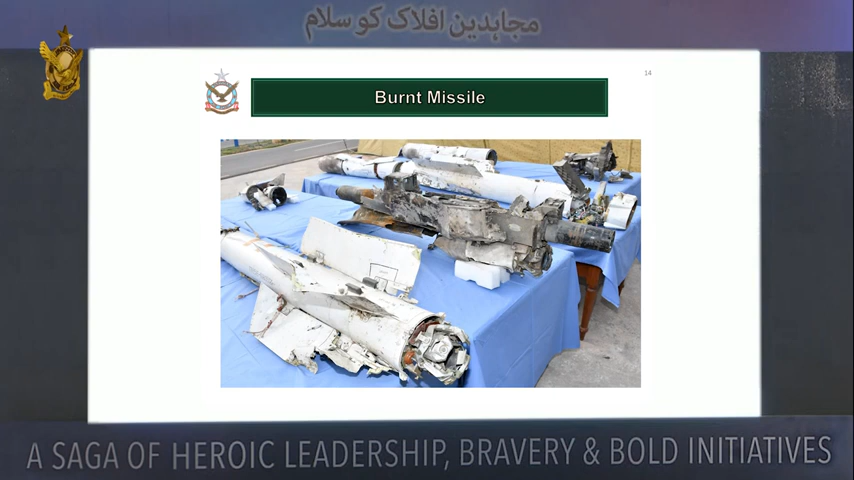 مجاہدین افلاک کو سلام
14
Burnt Missile
A SAGA OF HEROIC LEADERSHIP, BRAVERY & BOLD INITIATIVES